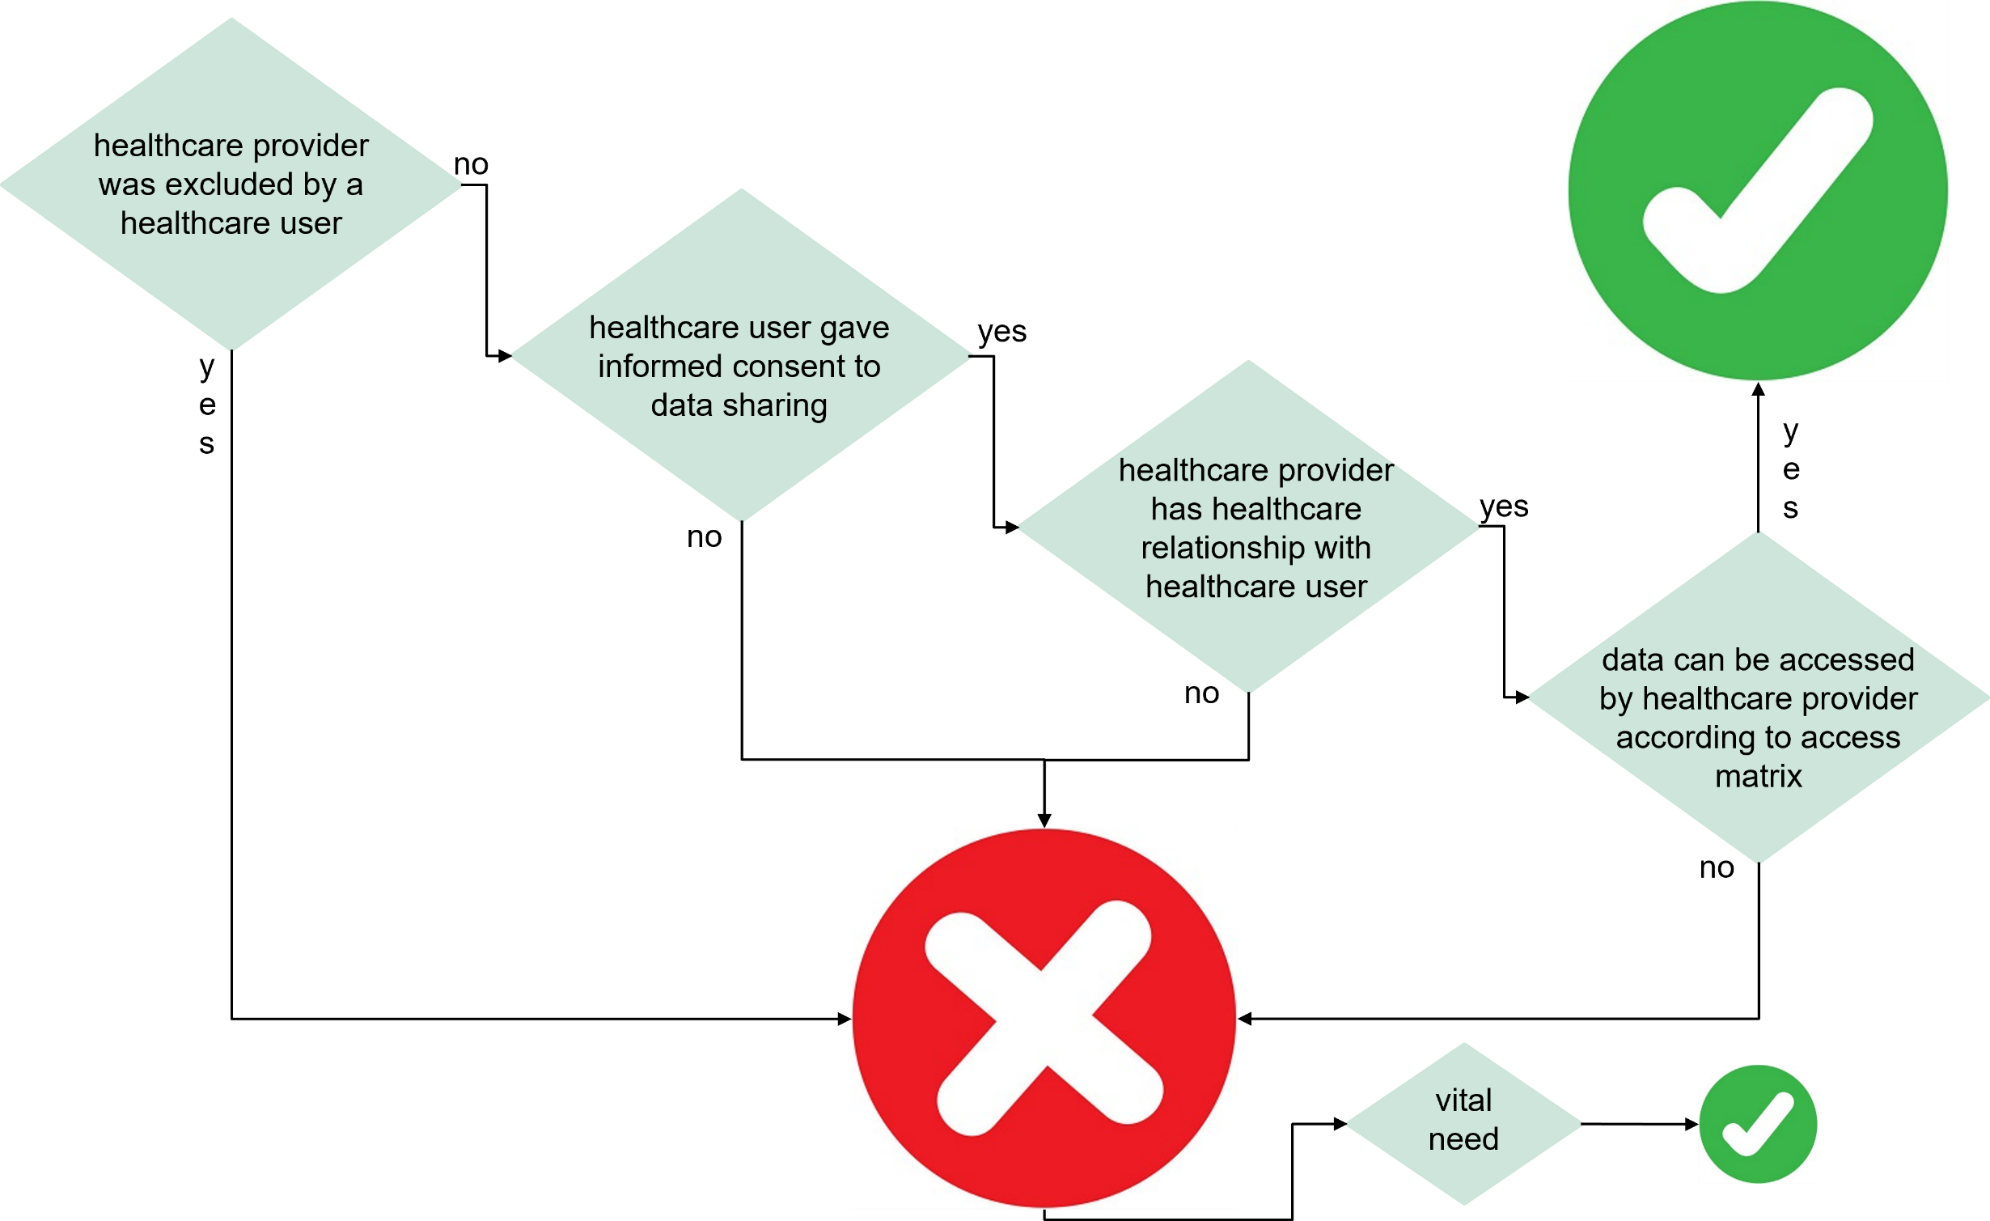 healthcare provider
was excluded by a
healthcare user
no
yes
healthcare user gave
informed consent to
data sharing
yes
no
healthcare provider
has healthcare
relationship with
healthcare user
yes
no
yes
data can be accessed
by healthcare provider
according to access
matrix
no
vital
need